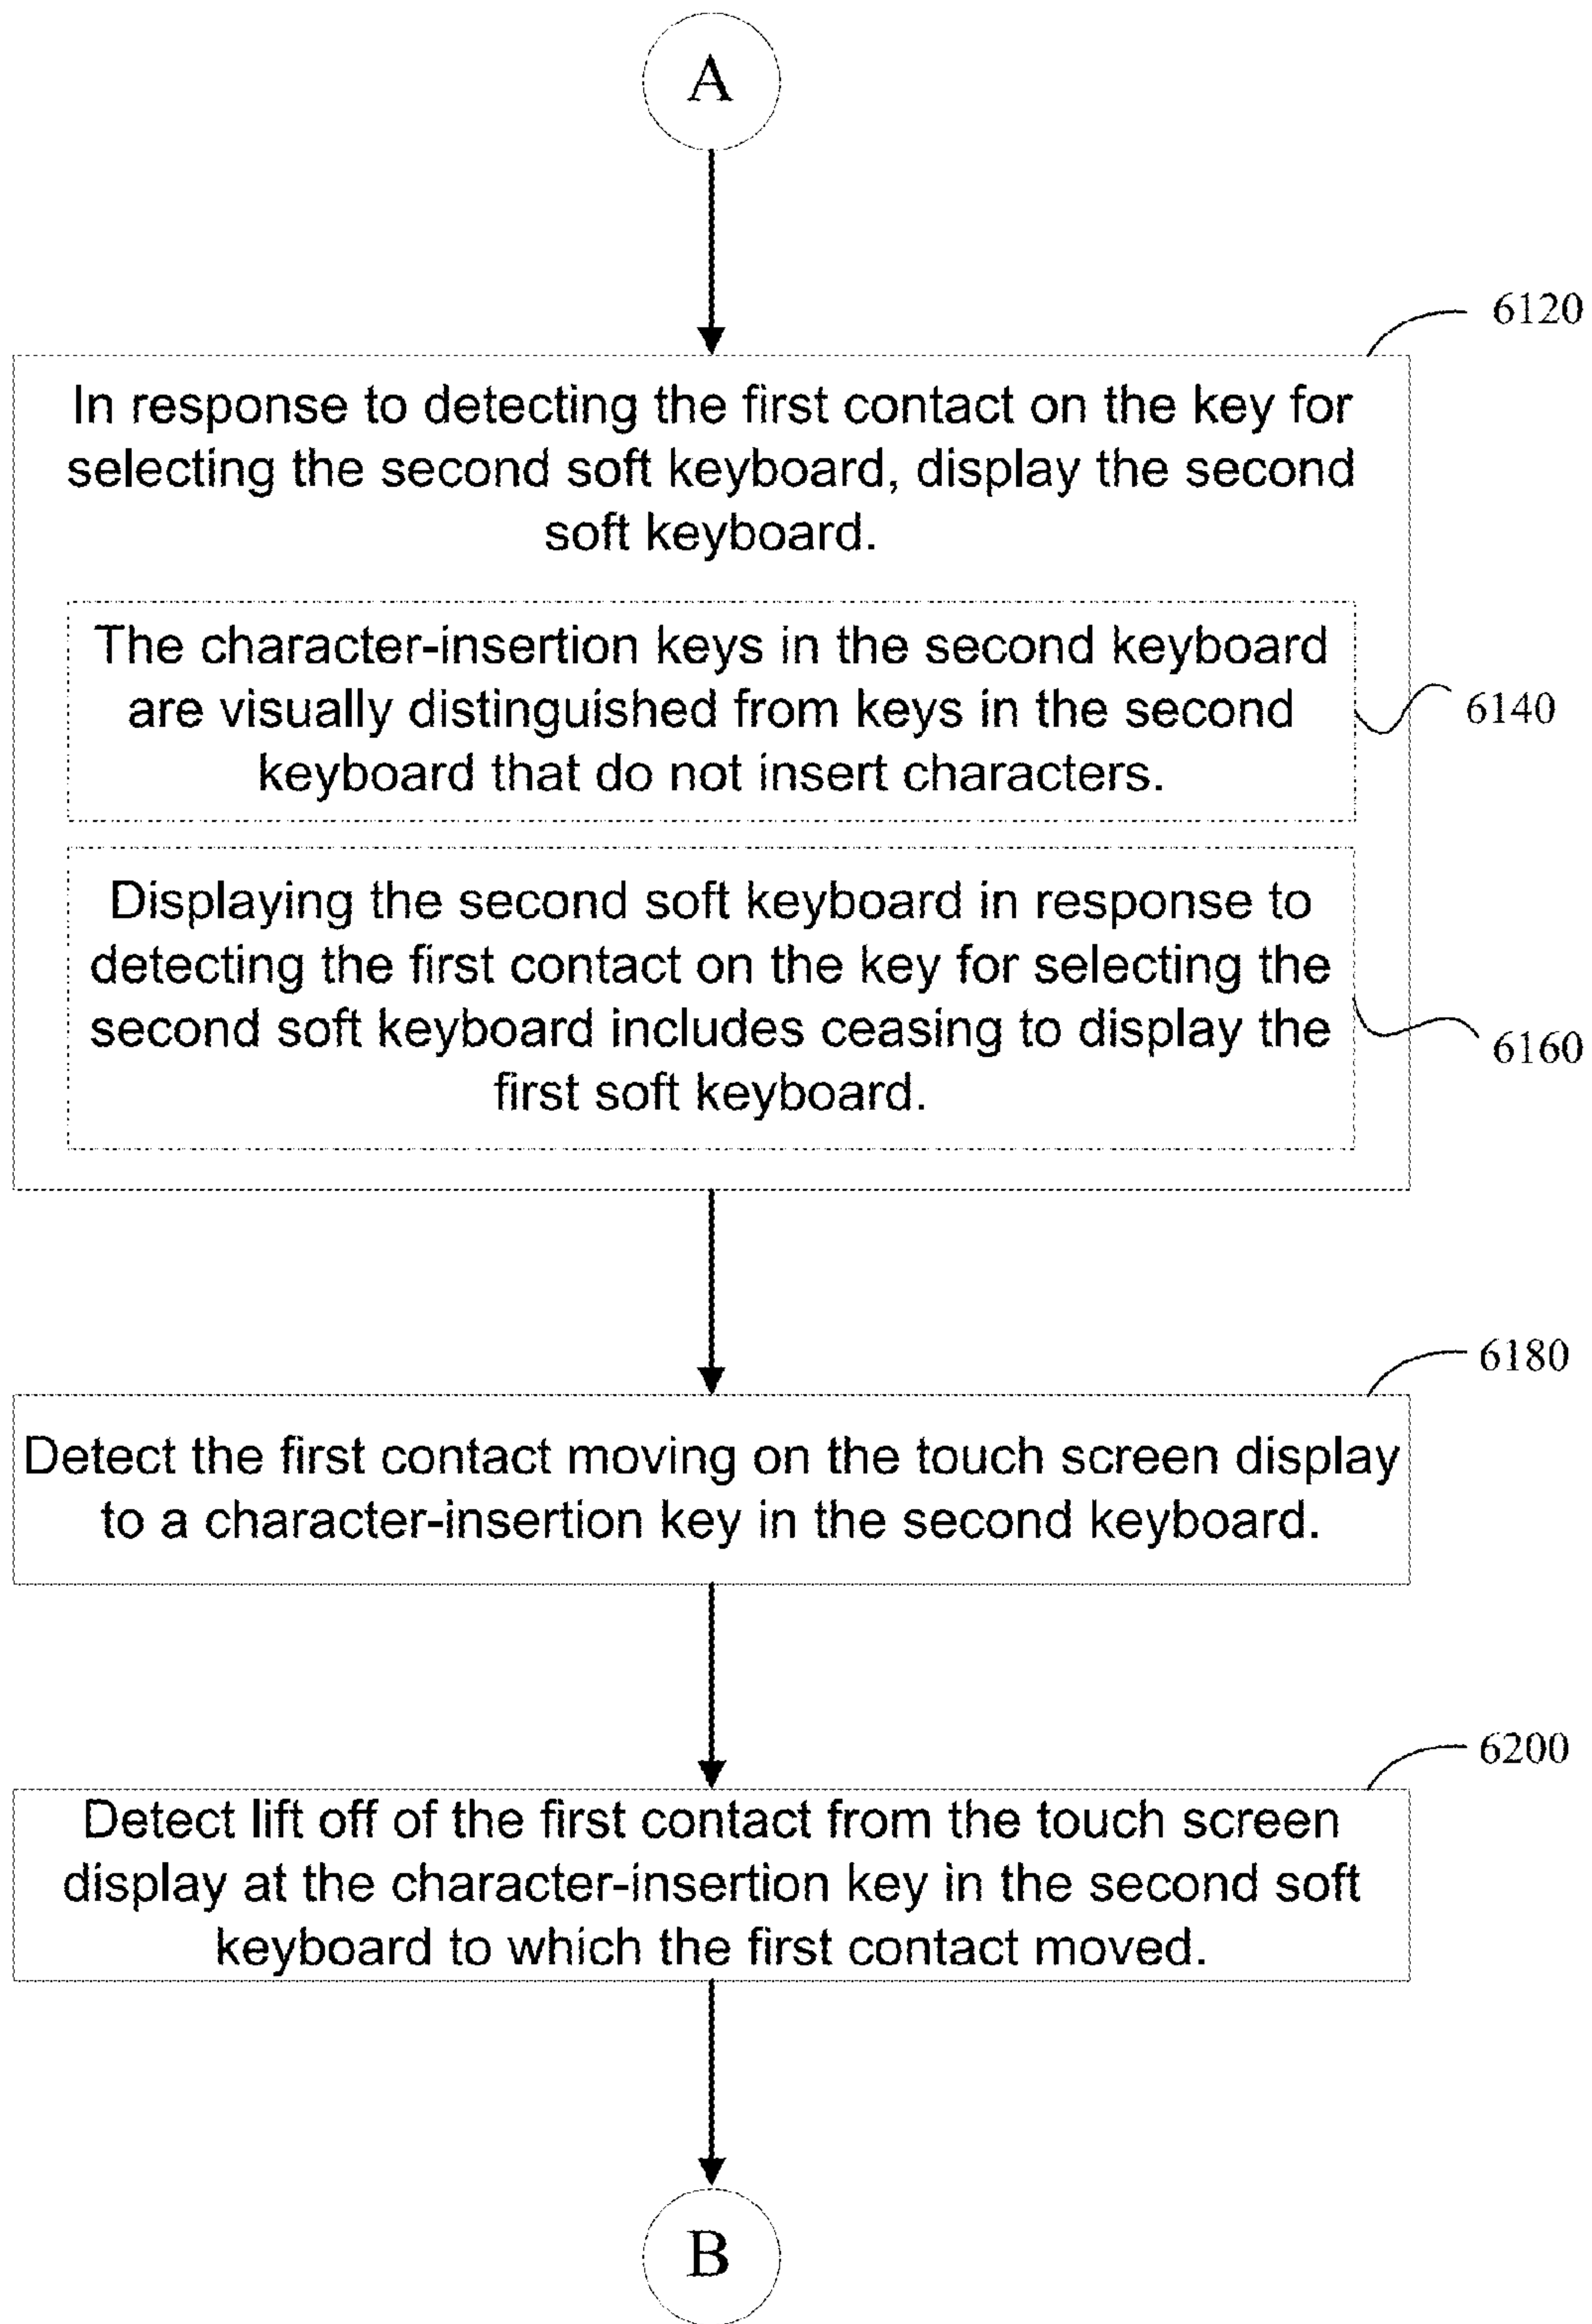 A
6120
In response to detecting the first contact on the key for
selecting the second soft keyboard, display the second
soft keyboard.
The character-insertion keys in the second keyboard
are visually distinguished from keys in the second
keyboard that do not insert characters.
6140
Displaying the second soft keyboard in response to
detecting the first contact on the key for selecting the
second soft keyboard includes ceasing to display the
first soft keyboard.
6160
6180
Detect the first contact moving on the touch screen display
to a character-insertion key in the second keyboard.
6200
Detect lift off of the first contact from the touch screen
display at the character-insertion key in the second soft
keyboard to which the first contact moved.
B